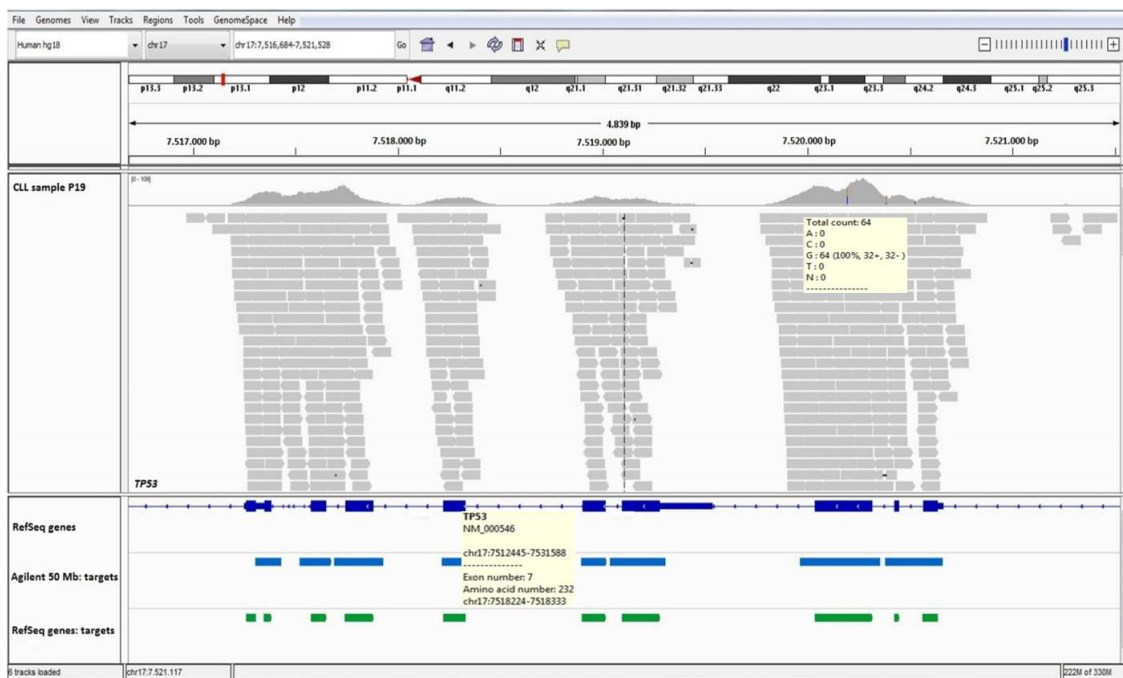 File Genomes View Tracks Regions Tools GenomeSpace Help
Human hg18 chr17 chr17:7,516,684-7,521,528 Go
p13.3 p13.2 p13.1 p12 p11.2 p11.1 q11.2 q12 q21.1 q21.31 q21.32 q21.33 q22 q23.1 q23.3 q24.2 q24.3 q25.1 q25.2 q25.3
4.839 bp
7.517.000 bp 7.518.000 bp 7.519.000 bp 7.520.000 bp 7.521.000 bp
CLL sample P19
[0 - 109]
Total count: 64
A : 0
C : 0
G : 64 (100%, 32+, 32- )
T : 0
N : 0
---------------
TP53
RefSeq genes
TP53
NM_000546
chr17:7512445-7531588
---------------
Exon number: 7
Amino acid number: 232
chr17:7518224-7518333
Agilent 50 Mb: targets
RefSeq genes: targets
6 tracks loaded chr17:7.521.117 222M of 330M